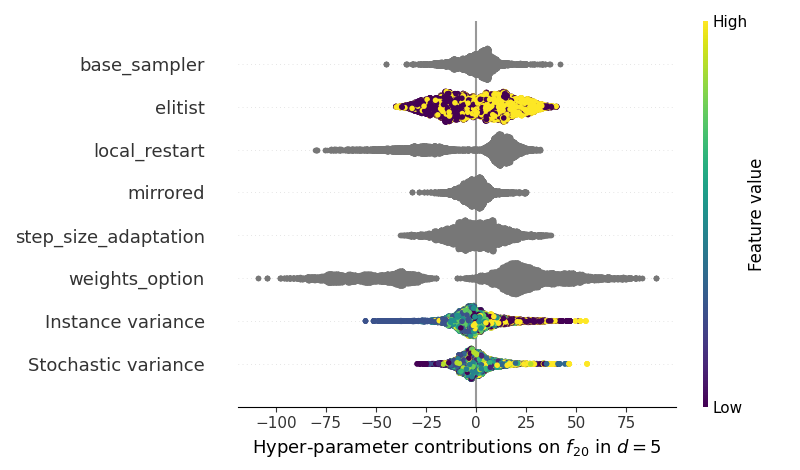 High
base_sampler
elitist
local_restart
mirrored
step_size_adaptation
weights_option
Instance variance
Stochastic variance
Feature value
Low
−100 −75 −50 −25 0 25 50 75
Hyper-parameter contributions on f20 in d = 5